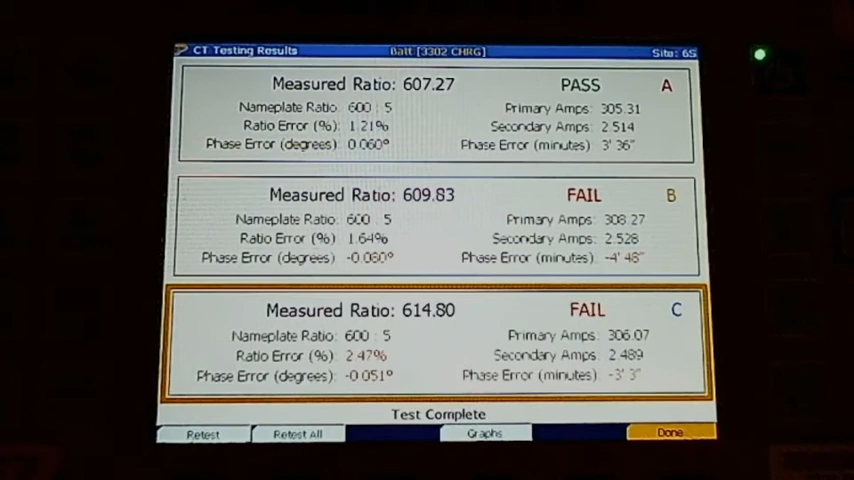 CT Testing Results Batt [3302 CHRG] Site: 6S
Measured Ratio: 607.27 PASS A
Nameplate Ratio: 600 : 5 Primary Amps: 305.31
Ratio Error (%): 1.21% Secondary Amps: 2.514
Phase Error (degrees): 0.060° Phase Error (minutes): 3' 36"
Measured Ratio: 609.83 FAIL B
Nameplate Ratio: 600 : 5 Primary Amps: 308.27
Ratio Error (%): 1.64% Secondary Amps: 2.528
Phase Error (degrees): -0.080° Phase Error (minutes): -4' 48"
Measured Ratio: 614.80 FAIL C
Nameplate Ratio: 600 : 5 Primary Amps: 306.07
Ratio Error (%): 2.47% Secondary Amps: 2.489
Phase Error (degrees): -0.051° Phase Error (minutes): -3' 3"
Test Complete
Retest Retest All Graphs Done